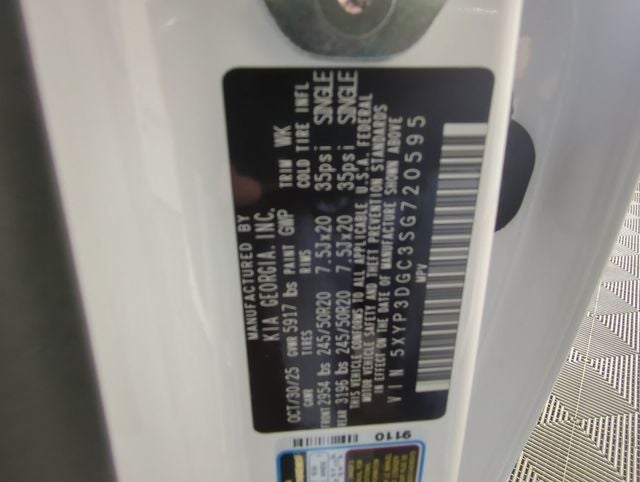 MANUFACTURED BY
KIA GEORGIA. INC.
OCT/30/25 GVWR 5917 lbs PAINT GWP TRIM WK
GAWR TIRES RIMS COLD TIRE INFL
FRONT 2954 lbs 245/50R20 7.5Jx20 35psi SINGLE
REAR 3196 lbs 245/50R20 7.5Jx20 35psi SINGLE
THIS VEHICLE CONFORMS TO ALL APPLICABLE U.S.A. FEDERAL
MOTOR VEHICLE SAFETY AND THEFT PREVENTION STANDARDS
IN EFFECT ON THE DATE OF MANUFACTURE SHOWN ABOVE
VIN 5XYP3DGC3SG720595
MPV
9110